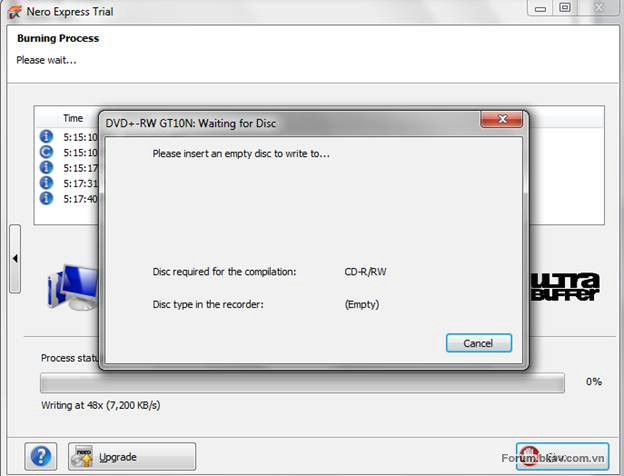 Nero Express Trial
Burning Process
Please wait...
Time
5:15:10
5:15:10
5:15:17
5:17:31
5:17:40
DVD+-RW GT10N: Waiting for Disc
Please insert an empty disc to write to...
Disc required for the compilation: CD-R/RW
Disc type in the recorder: (Empty)
Cancel
ULTRA
BUFFER
Process statu
0%
Writing at 48x (7,200 KB/s)
nero
Upgrade
Forum.bkav.com.vn